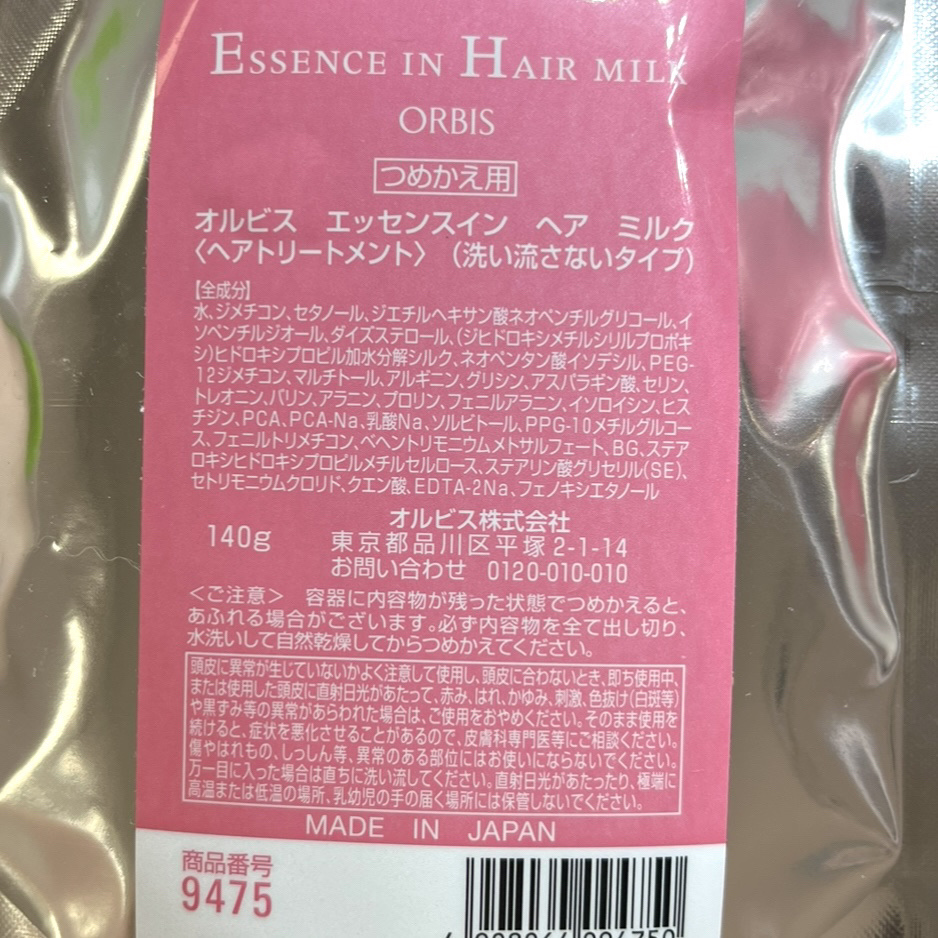 ESSENCE IN HAIR MILK
ORBIS
つめかえ用
オルビス エッセンスイン ヘア ミルク
〈ヘアトリートメント〉(洗い流さないタイプ)
【全成分】
水、ジメチコン、セタノール、ジエチルヘキサン酸ネオペンチルグリコール、イ
ソペンチルジオール、ダイズステロール、(ジヒドロキシメチルシリルプロポキ
シ)ヒドロキシプロピル加水分解シルク、ネオペンタン酸イソデシル、PEG-
12ジメチコン、マルチトール、アルギニン、グリシン、アスパラギン酸、セリン、
トレオニン、バリン、アラニン、プロリン、フェニルアラニン、イソロイシン、ヒス
チジン、PCA、PCA-Na、乳酸Na、ソルビトール、PPG-10メチルグルコー
ス、フェニルトリメチコン、ベヘントリモニウムメトサルフェート、BG、ステア
ロキシヒドロキシプロピルメチルセルロース、ステアリン酸グリセリル(SE)、
セトリモニウムクロリド、クエン酸、EDTA-2Na、フェノキシエタノール
140g
オルビス株式会社
東京都品川区平塚2-1-14
お問い合わせ 0120-010-010
＜ご注意＞ 容器に内容物が残った状態でつめかえると、
あふれる場合がございます。必ず内容物を全て出し切り、
水洗いして自然乾燥してからつめかえてください。
頭皮に異常が生じていないかよく注意して使用し、頭皮に合わないとき、即ち使用中、
または使用した頭皮に直射日光があたって、赤み、はれ、かゆみ、刺激、色抜け(白斑等)
や黒ずみ等の異常があらわれた場合は、ご使用をおやめください。そのまま使用を
続けると、症状を悪化させることがあるので、皮膚科専門医等にご相談ください。
傷やはれもの、しっしん等、異常のある部位にはお使いにならないでください。
万一目に入った場合は直ちに洗い流してください。直射日光があたったり、極端に
高温または低温の場所、乳幼児の手の届く場所には保管しないでください。
MADE IN JAPAN
商品番号
9475